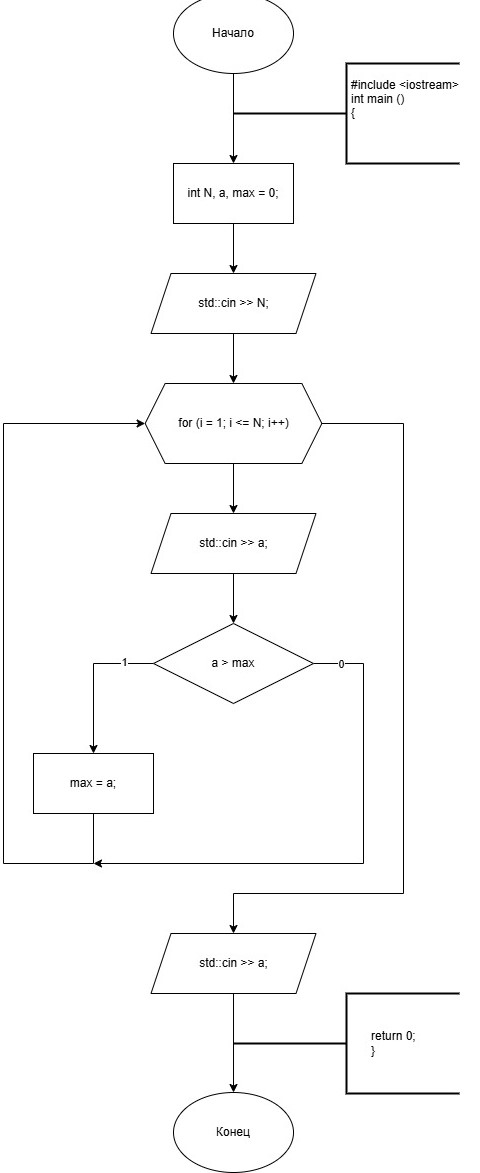 Начало
#include <iostream>
int main ()
{
int N, a, max = 0;
std::cin >> N;
for (i = 1; i <= N; i++)
std::cin >> a;
a > max
1
0
max = a;
std::cin >> a;
return 0;
}
Конец